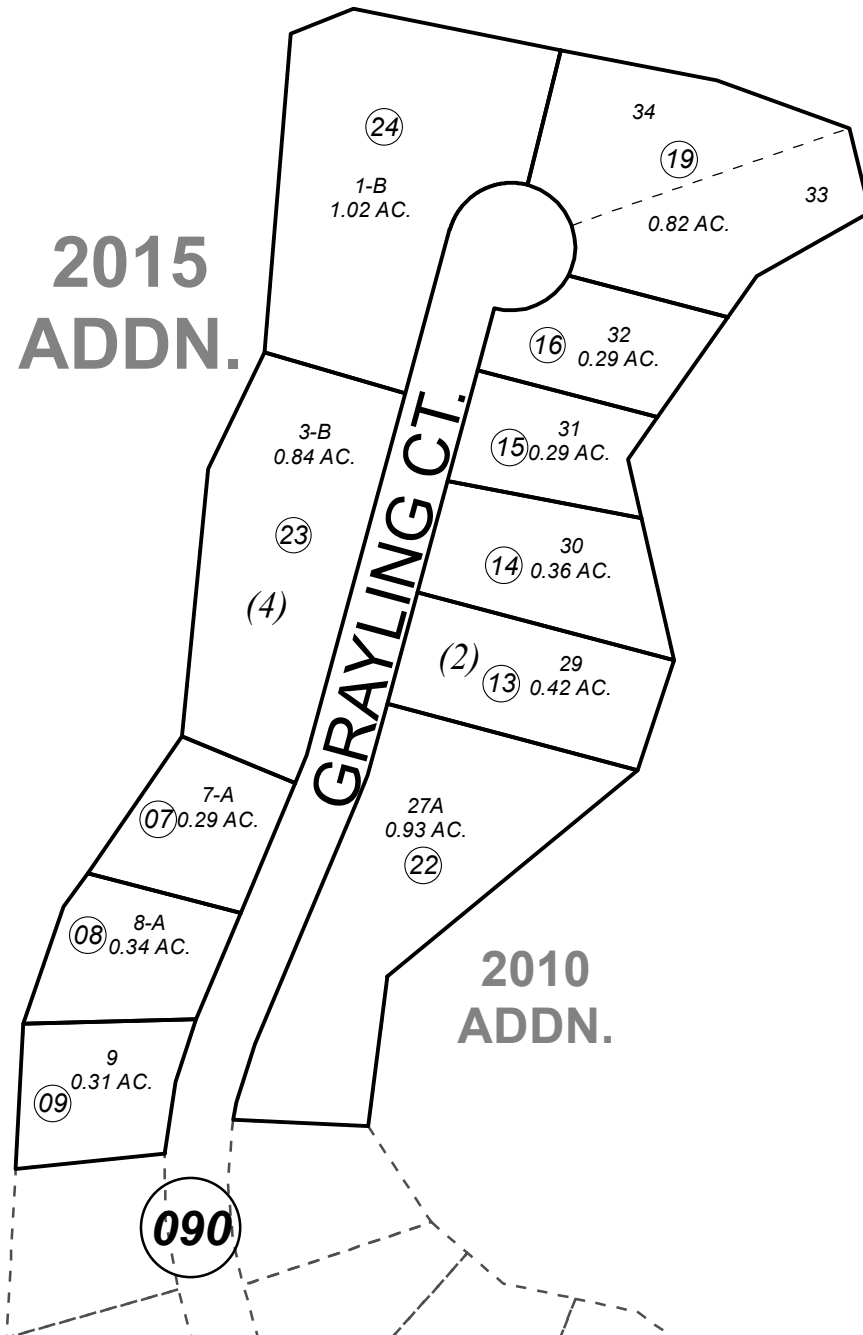 34
24
19
1-B
1.02 AC.
33
0.82 AC.
2015
ADDN.
32
16
0.29 AC.
GRAYLING CT.
31
15
0.29 AC.
3-B
0.84 AC.
23
30
14
0.36 AC.
(4)
(2)
29
13
0.42 AC.
7-A
07
0.29 AC.
27A
0.93 AC.
22
8-A
08
0.34 AC.
2010
ADDN.
9
0.31 AC.
09
090